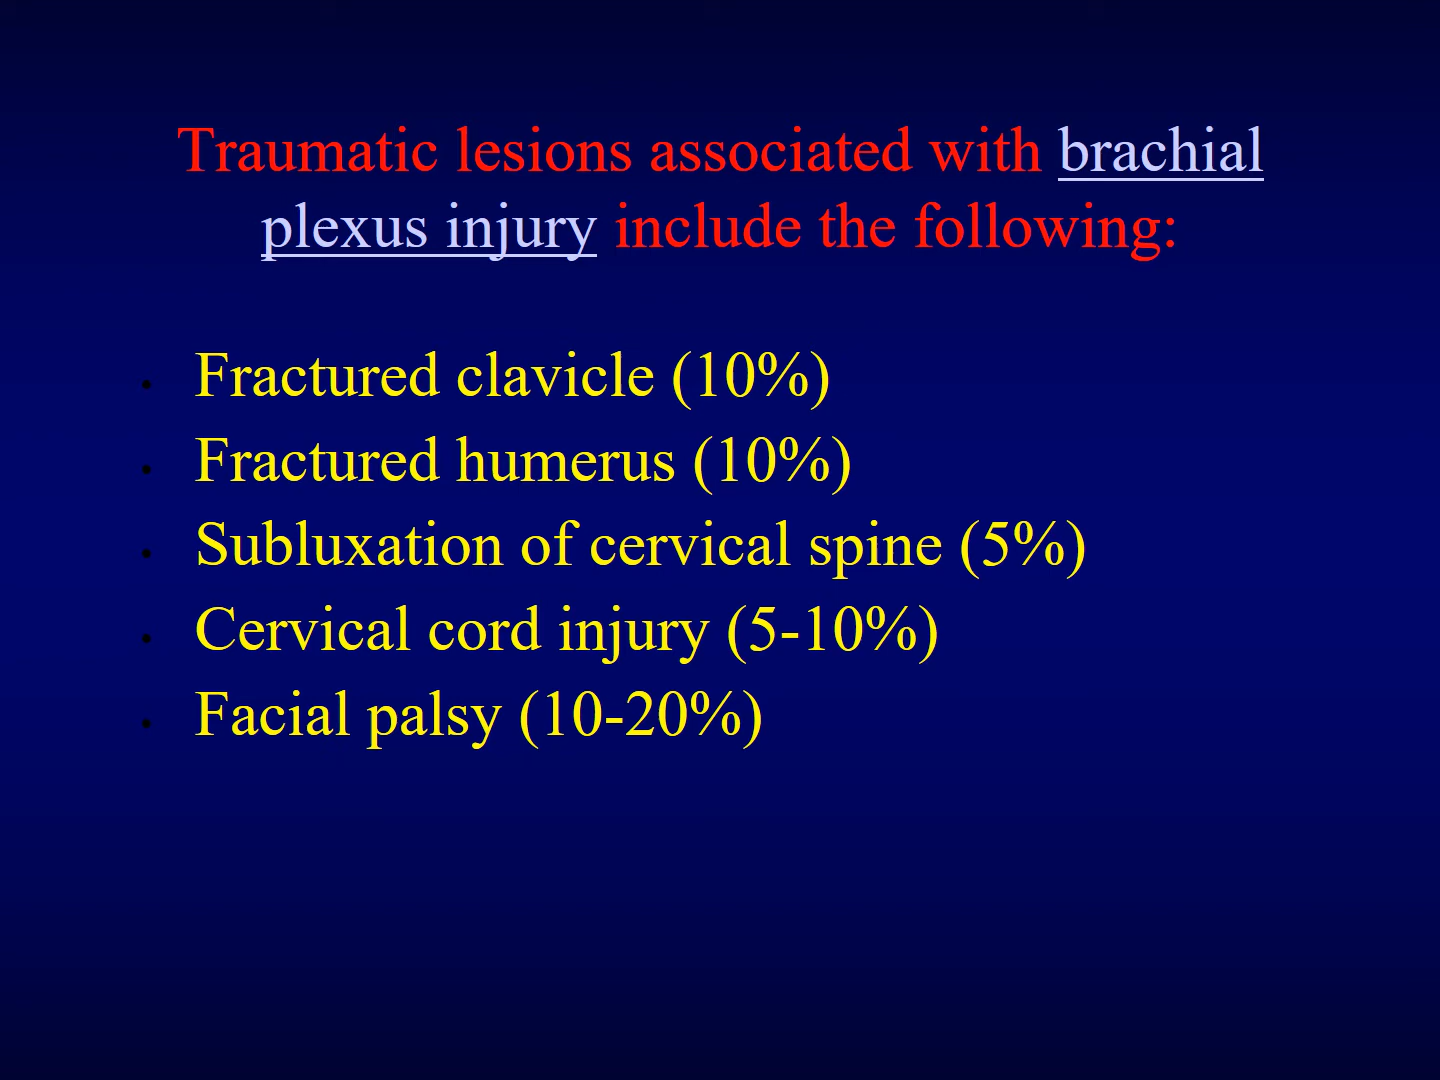 Traumatic lesions associated with brachial
plexus injury include the following:
• Fractured clavicle (10%)
• Fractured humerus (10%)
• Subluxation of cervical spine (5%)
• Cervical cord injury (5-10%)
• Facial palsy (10-20%)